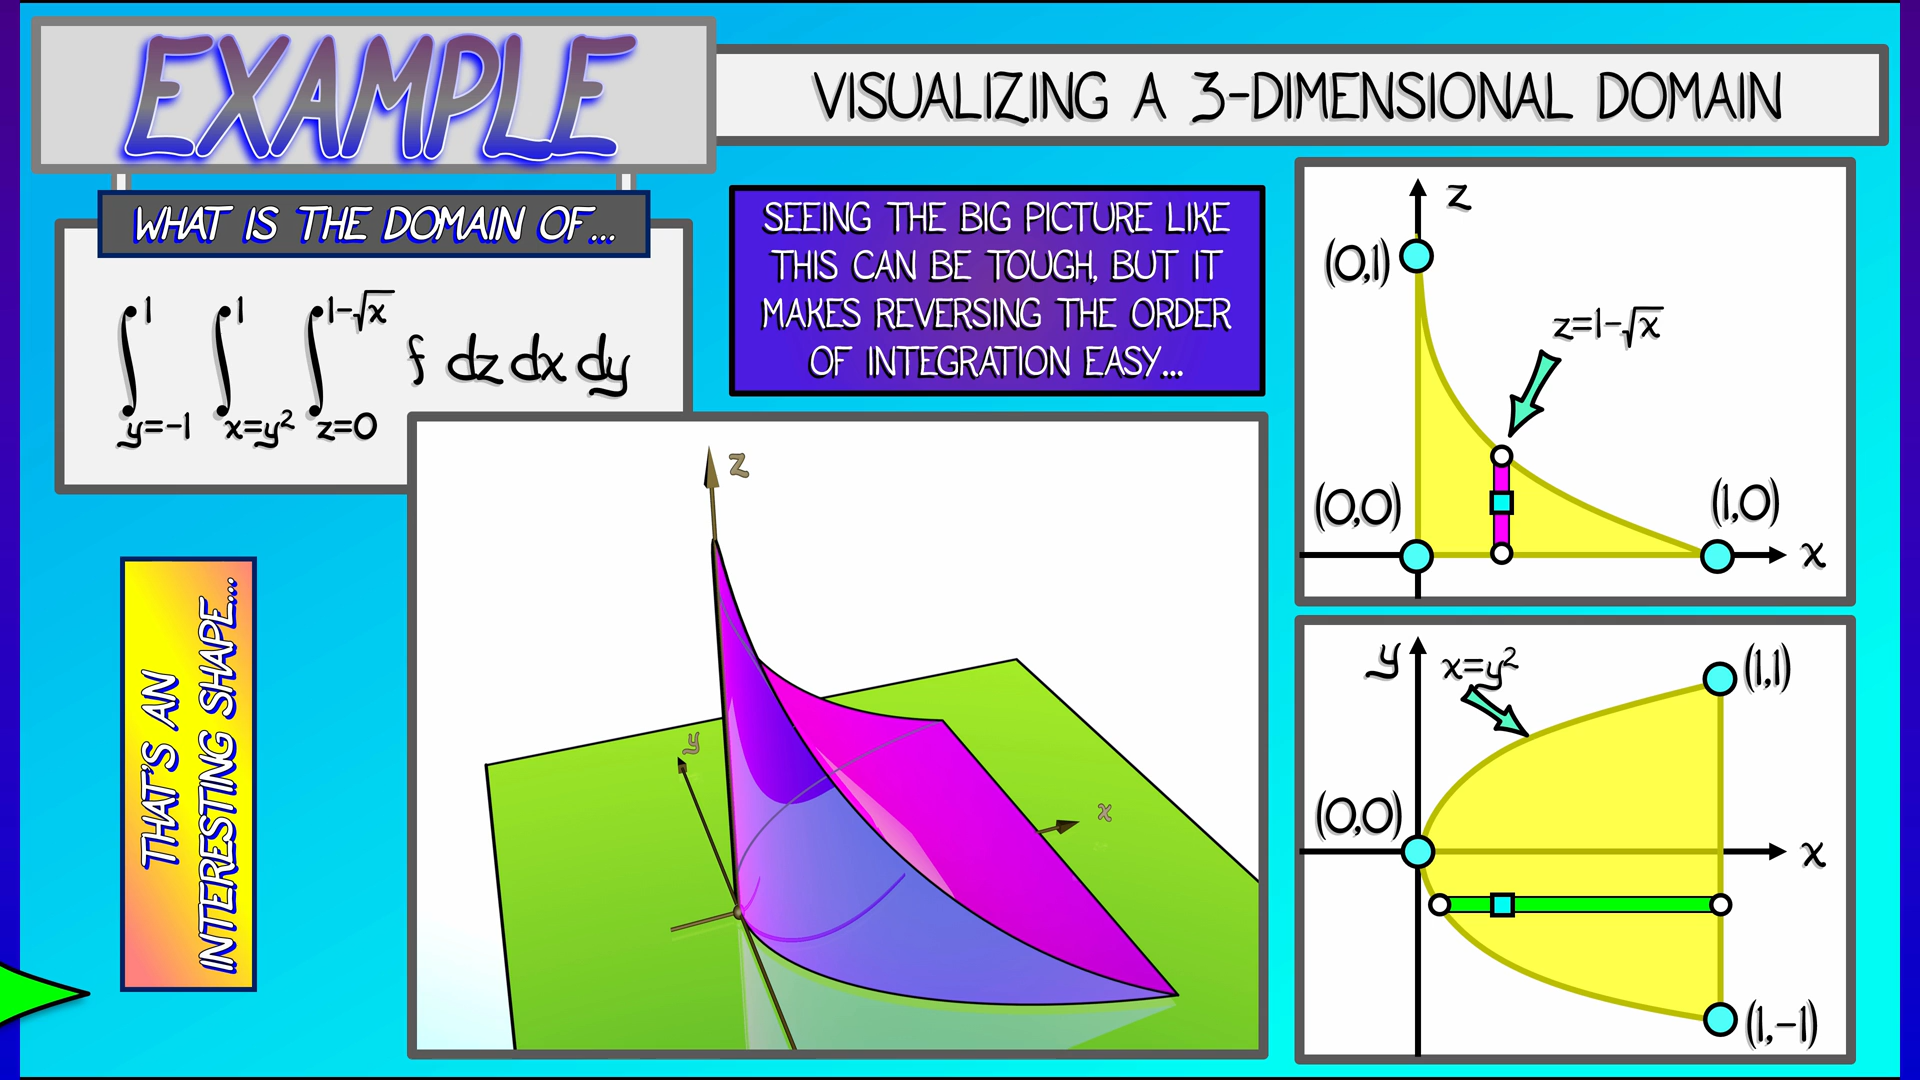 EXAMPLE
VISUALIZING A 3-DIMENSIONAL DOMAIN
WHAT IS THE DOMAIN OF...
∫_{y=-1}^{1} ∫_{x=y²}^{1} ∫_{z=0}^{1-√x} f dz dx dy
SEEING THE BIG PICTURE LIKE
THIS CAN BE TOUGH, BUT IT
MAKES REVERSING THE ORDER
OF INTEGRATION EASY...
THAT'S AN
INTERESTING SHAPE...
z
y
x
z
(0,1)
z=1-√x
(0,0)
(1,0)
x
y
x=y²
(1,1)
(0,0)
x
(1,-1)